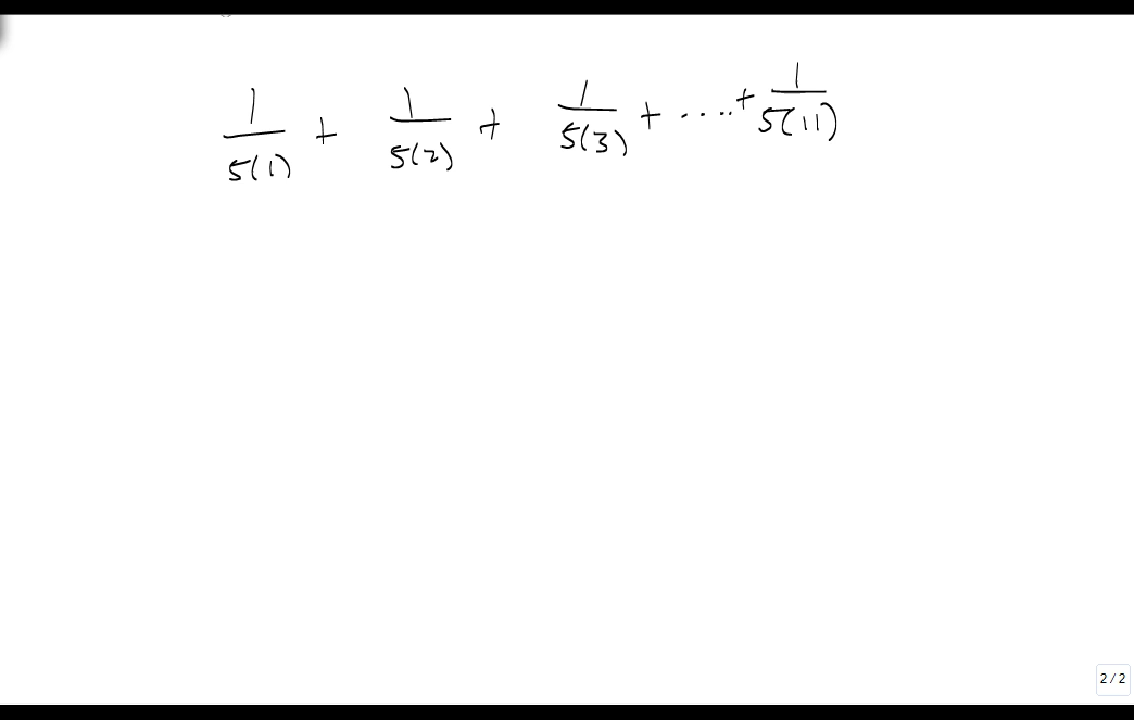 1/5(1) + 1/5(2) + 1/5(3) + ..... + 1/5(11)
2/2